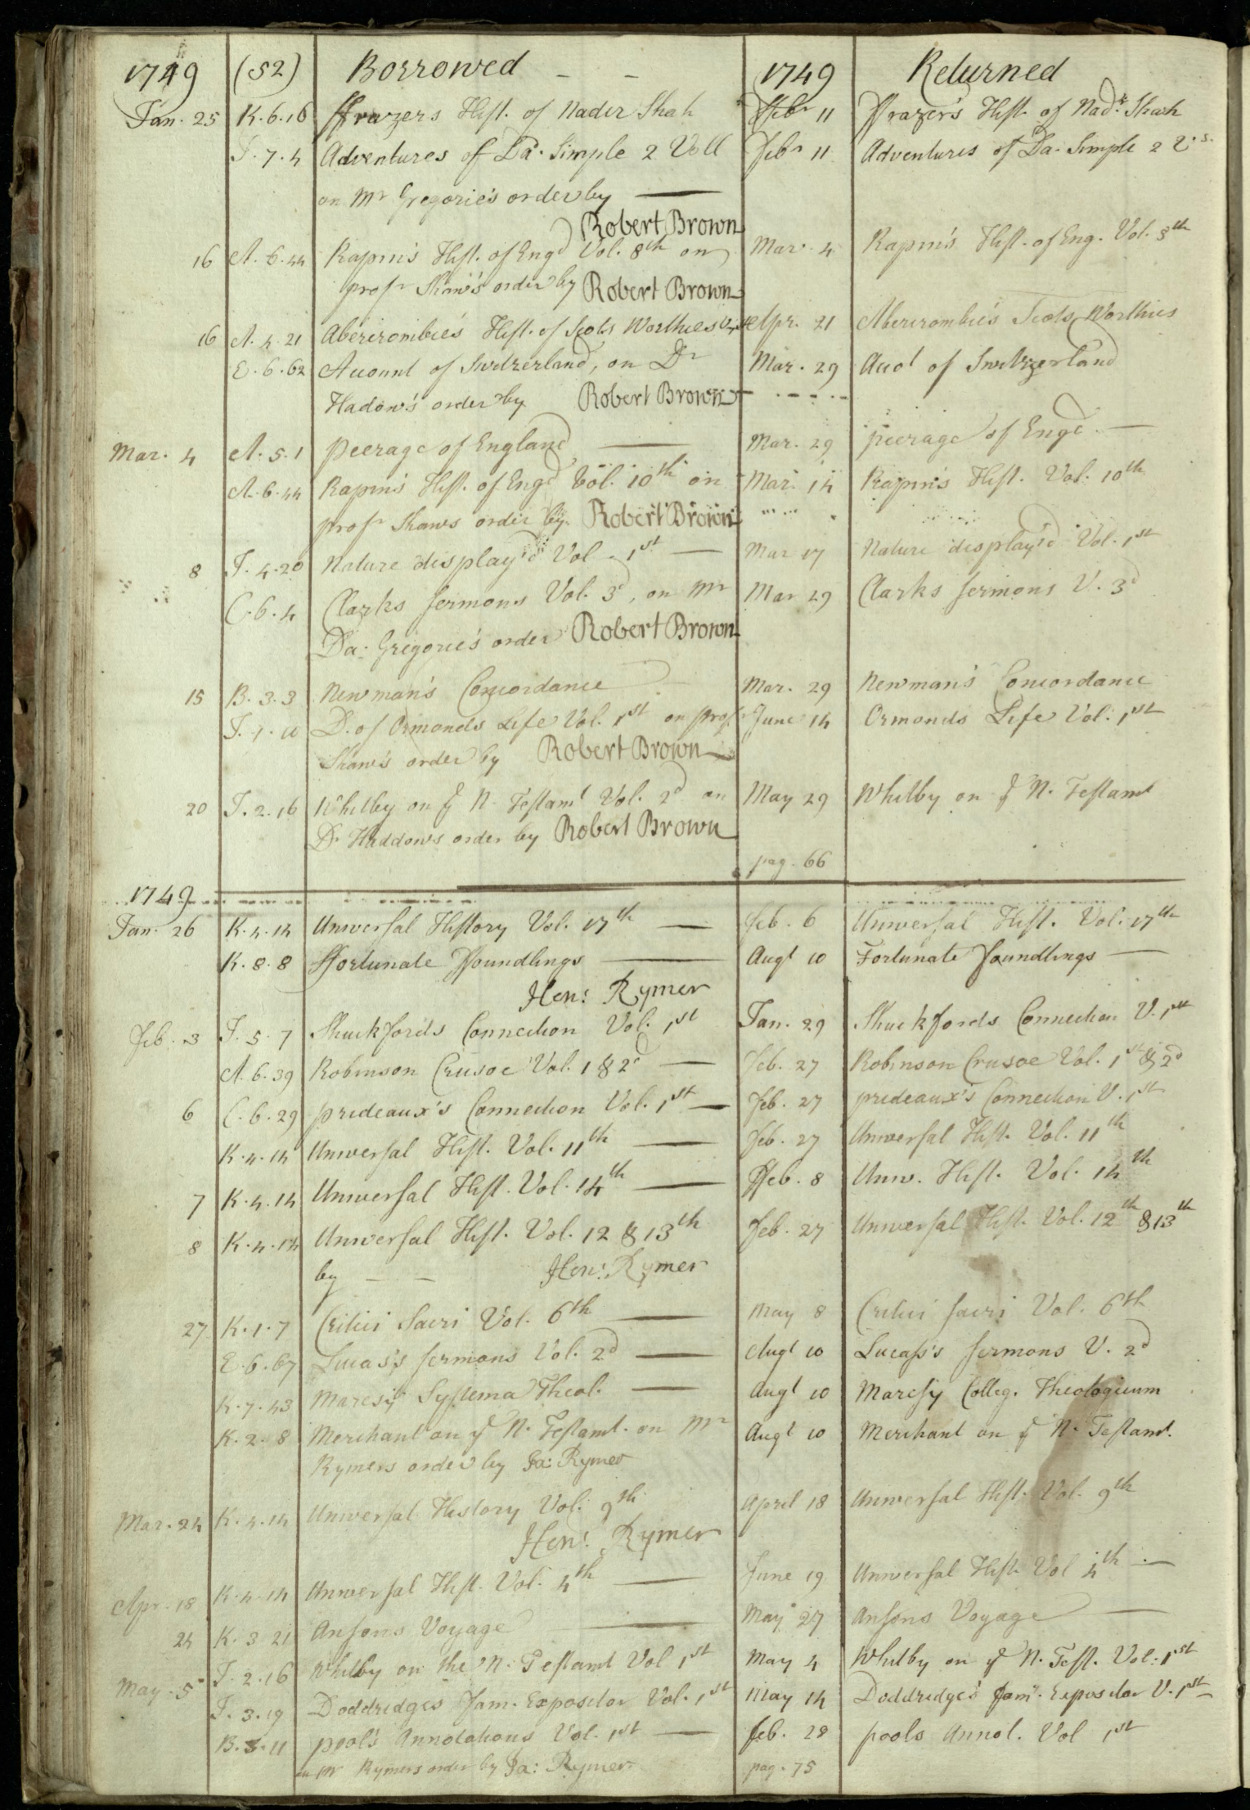 1749 (52) Borrowed - - 1749 Returned
Jan. 25 K.6.16 ffrazers Hist. of Nadir Shah ffebr 11 ffrazer's Hist. of Nadr Shah
J.7.4 Adventures of Da. Simple 2 Voll Febr 11 Adventures of Da. Simple 2 V.s.
on Mr Gregorie's order by —
Robert Brown
16 A.6.44 Rapin's Hist. of Engd Vol. 8th on Mar. 4 Rapin's Hist. of Eng. Vol. 8th
profr Shaw's order by Robert Brown
16 A.4.21 Abercrombie's Hist. of Scots Worthies Apr. 21 Abercrombie's Scots Worthies
E.6.62 Account of Switzerland, on Dr Mar. 29 Acct of Switzerland
Hadow's order by Robert Brown
Mar. 4 A.5.1 peerage of England — Mar. 29 peerage of Engd. —
A.6.44 Rapin's Hist. of Engd Vol. 10th on Mar. 14 Rapin's Hist. Vol. 10th
profr Shaws order by Robert Brown
8 J.4.20 Nature display'd Vol. 1st — Mar 17 Nature display'd Vol. 1st
C.6.4 Clarks sermons Vol. 3d, on Mr Mar 29 Clarks sermons V. 3d
Da: Gregorie's order Robert Brown
15 B.3.3 Newman's Concordance Mar. 29 Newman's Concordance
J.1.11 D. of Ormonds Life Vol. 1st on profr June 14 Ormonds Life Vol. 1st
Shaw's order by Robert Brown
20 J.2.16 Whitby on ye N. Testamt Vol. 2d on May 29 Whitby on ye N. Testamt
Dr Haddows order by Robert Brown
pag. 66
1749
Jan. 26 K.4.14 Universal History Vol. 17th — Feb. 6 Universal Hist. Vol. 17th
K.8.8 ffortunate ffoundlings — Augt 10 Fortunate foundlings —
Hen: Rymer
Feb. 3 J.5.7 Shuckford's Connection Vol. 1st Jan. 29 Shuckfords Connection V. 1st
A.6.39 Robinson Crusoe Vol. 1 & 2d — Feb. 27 Robinson Crusoe Vol. 1st & 2d
6 C.6.29 prideaux's Connection Vol. 1st — Feb. 27 prideaux's Connection V. 1st
K.4.14 Universal Hist. Vol. 11th — Feb. 27 Universal Hist. Vol. 11th
7 K.4.14 Universal Hist. Vol. 14th — ffeb. 8 Univ. Hist. Vol. 14th
8 K.4.14 Universal Hist. Vol. 12 & 13th Feb. 27 Universal Hist. Vol. 12th & 13th
by - - Hen: Rymer
27 K.1.7 Critici Sacri Vol. 6th — May 8 Critici Sacri Vol. 6th
E.6.67 Lucas's sermons Vol. 2d — Augt 10 Lucass's sermons V. 2d
K.7.43 Maresij Systema Theol. — Augt 10 Maresy Colleg. Theologicum
K.2.8 Merchant on ye N. Testamt. on Mr Augt 10 Merchant on ye N. Testamt.
Rymers order by Ja: Rymer
Mar. 24 K.4.14 Universal History Vol. 9th April 18 Universal Hist. Vol. 9th
Hen: Rymer
Apr. 18 K.4.14 Universal Hist. Vol. 4th — June 19 Universal Hist. Vol 4th —
24 K.3.21 Ansons Voyage — May 27 Ansons Voyage —
J.2.16 Whitby on the N. Testamt Vol 1st May 4 Whitby on ye N. Test. Vol. 1st
May. 5 J.3.19 Doddridges Fam. Expositor Vol. 1st May 14 Doddridge's famy. Expositor V. 1st
B.3.11 pool's Annotations Vol. 1st — Feb. 28 pools Annot. Vol 1st
on Mr Rymers order by Ja: Rymer pag. 75